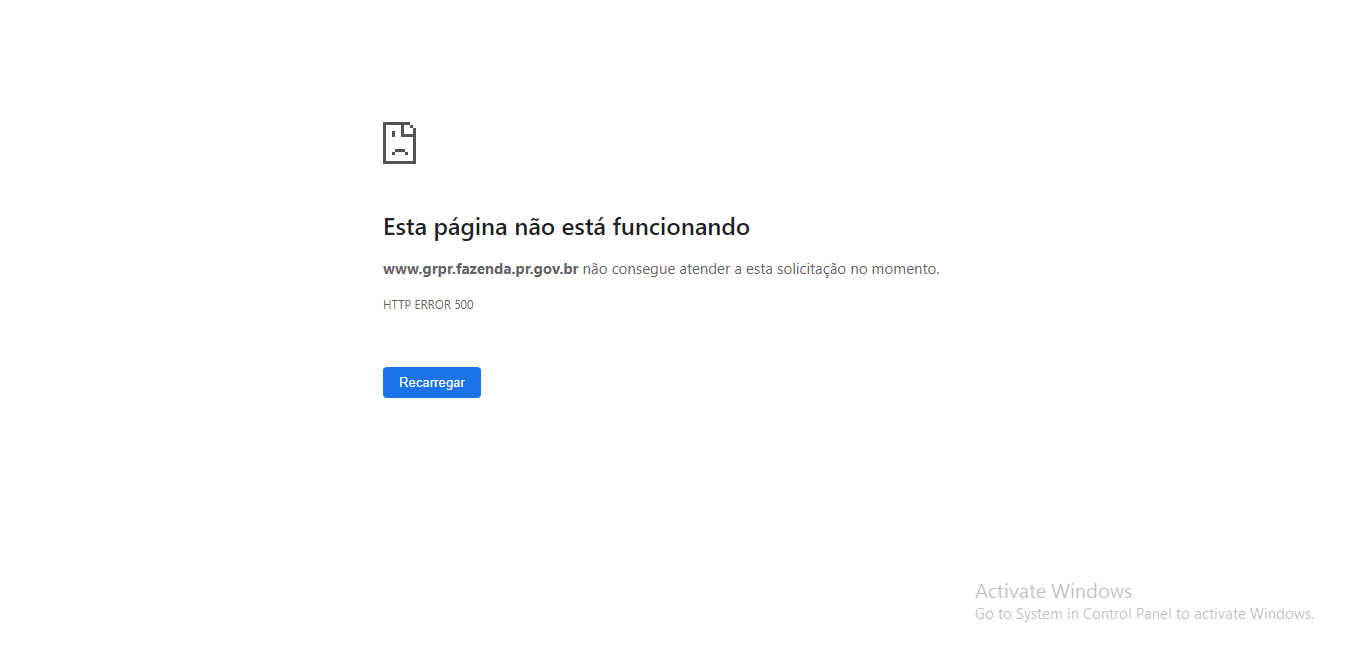 Esta página não está funcionando
www.grpr.fazenda.pr.gov.br não consegue atender a esta solicitação no momento.
HTTP ERROR 500
Recarregar
Activate Windows
Go to System in Control Panel to activate Windows.